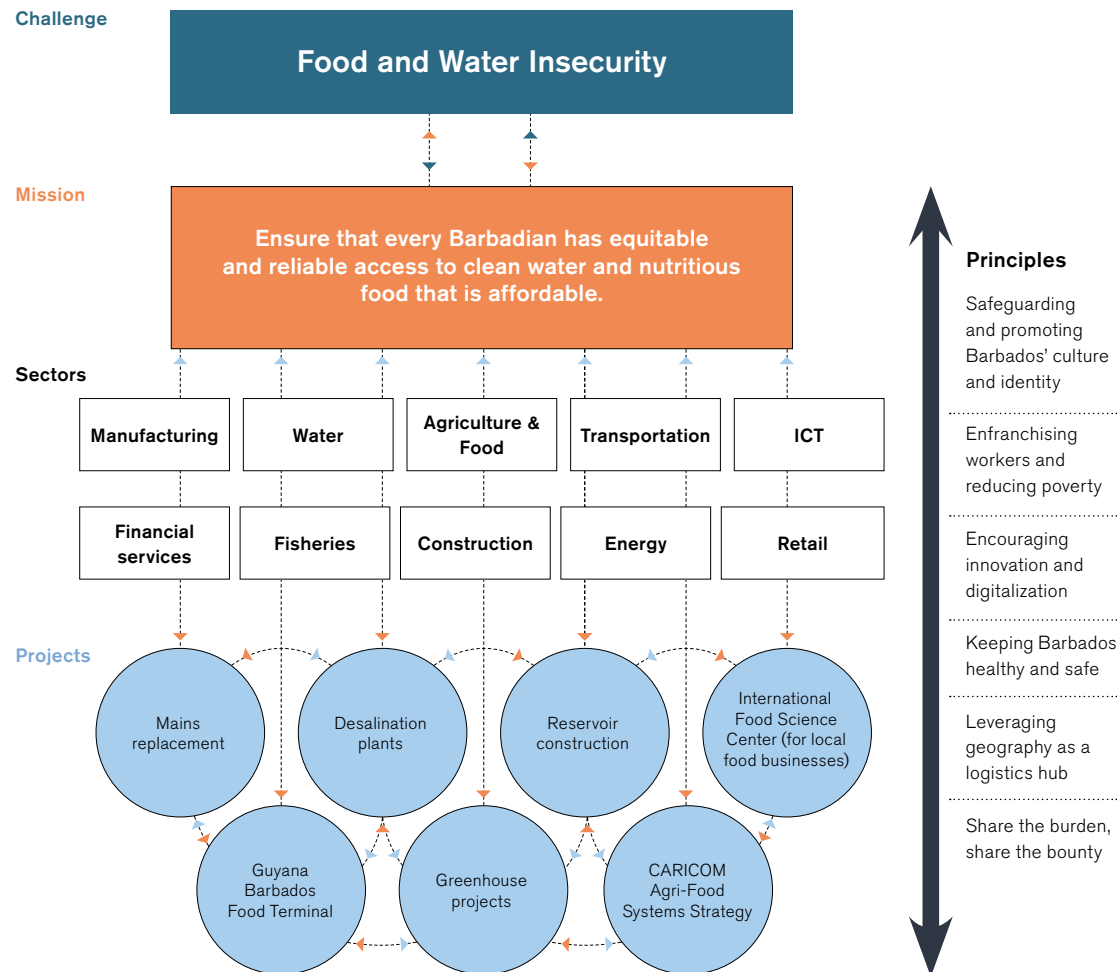 Challenge
Food and Water Insecurity
Mission
Ensure that every Barbadian has equitable
and reliable access to clean water and nutritious
food that is affordable.
Sectors
Manufacturing
Water
Agriculture &
Food
Transportation
ICT
Financial
services
Fisheries
Construction
Energy
Retail
Projects
Mains
replacement
Desalination
plants
Reservoir
construction
International
Food Science
Center (for local
food businesses)
Guyana
Barbados
Food Terminal
Greenhouse
projects
CARICOM
Agri-Food
Systems Strategy
Principles
Safeguarding
and promoting
Barbados’ culture
and identity
Enfranchising
workers and
reducing poverty
Encouraging
innovation and
digitalization
Keeping Barbados
healthy and safe
Leveraging
geography as a
logistics hub
Share the burden,
share the bounty